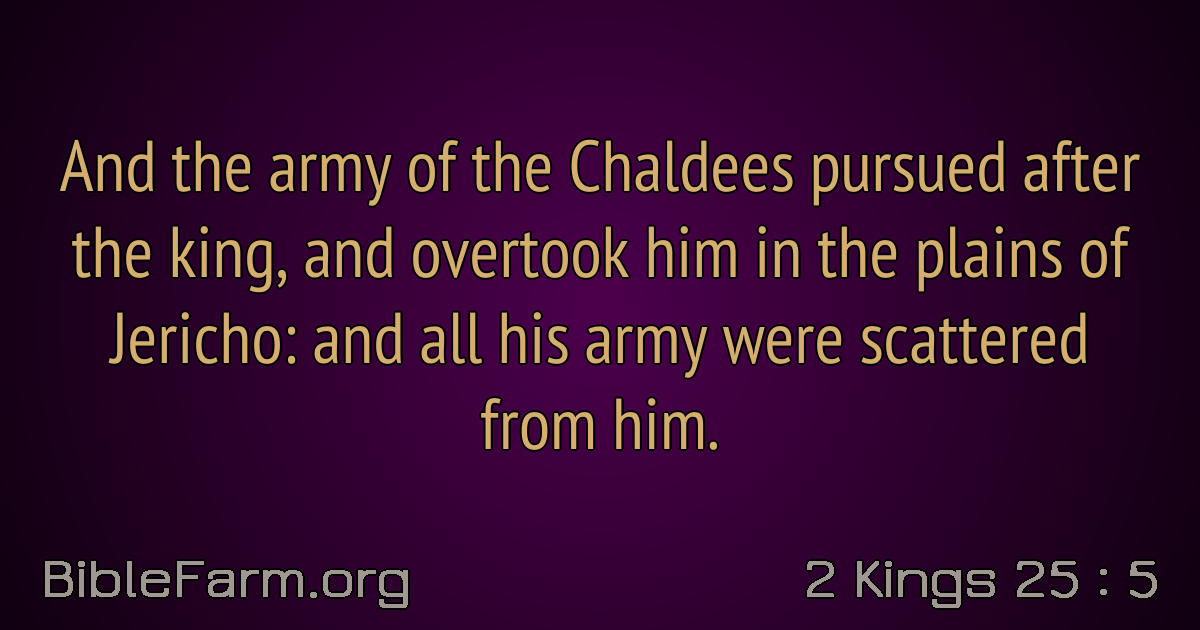 And the army of the Chaldees pursued after
the king, and overtook him in the plains of
Jericho: and all his army were scattered
from him.
BibleFarm.org
2 Kings 25 : 5